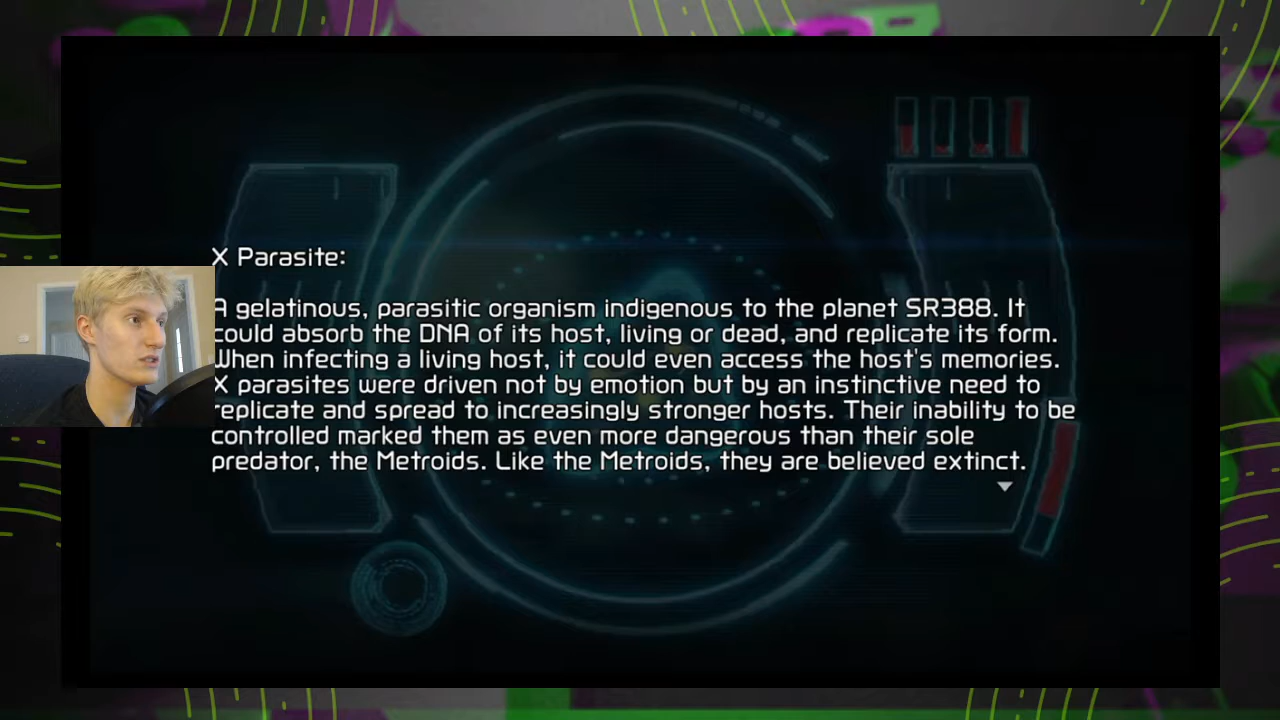 X Parasite:
A gelatinous, parasitic organism indigenous to the planet SR388. It
could absorb the DNA of its host, living or dead, and replicate its form.
When infecting a living host, it could even access the host's memories.
X parasites were driven not by emotion but by an instinctive need to
replicate and spread to increasingly stronger hosts. Their inability to be
controlled marked them as even more dangerous than their sole
predator, the Metroids. Like the Metroids, they are believed extinct.